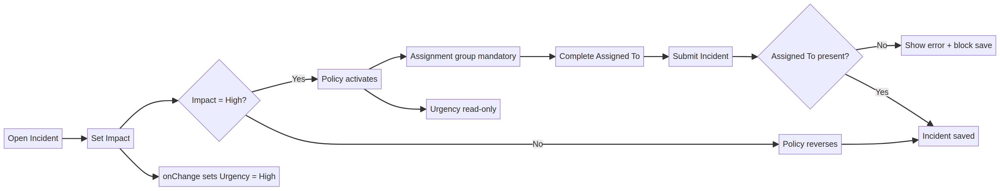 Open Incident
Set Impact
onChange sets Urgency = High
Impact = High?
Yes
No
Policy activates
Assignment group mandatory
Urgency read-only
Complete Assigned To
Submit Incident
Assigned To present?
No
Yes
Show error + block save
Policy reverses
Incident saved